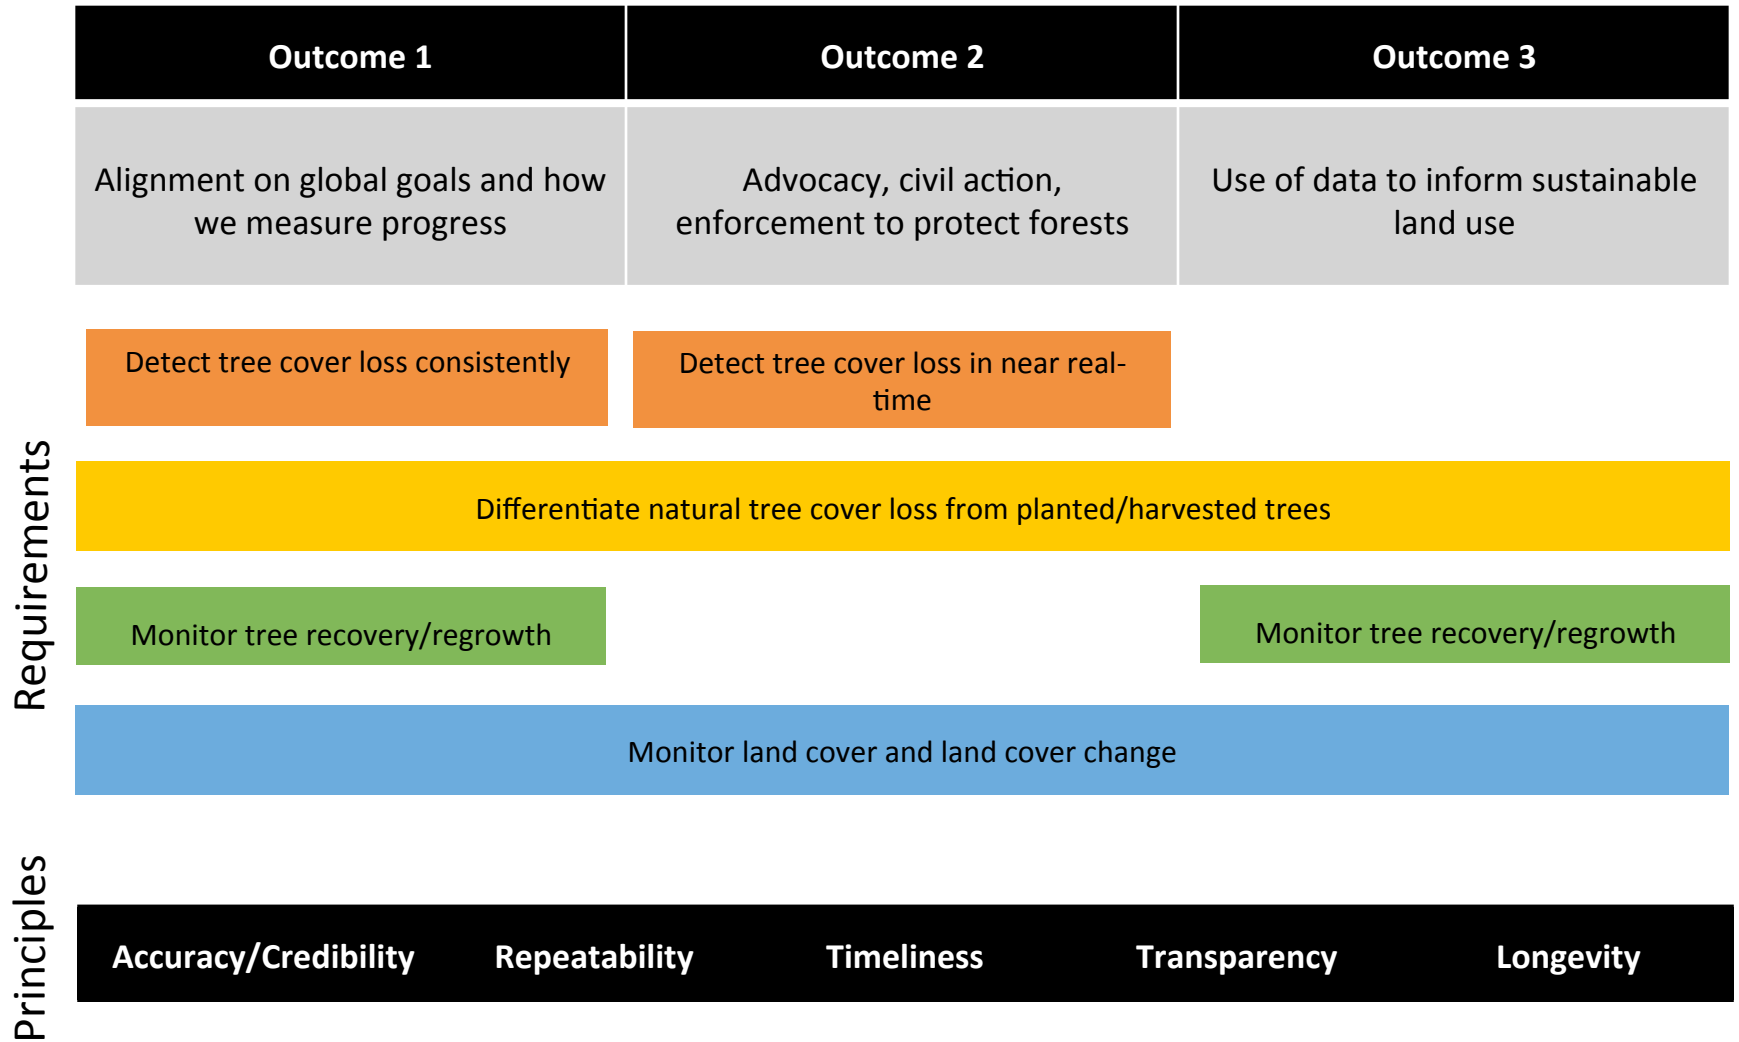 Outcome 1
Outcome 2
Outcome 3
Alignment on global goals and how
we measure progress
Advocacy, civil action,
enforcement to protect forests
Use of data to inform sustainable
land use
Requirements
Detect tree cover loss consistently
Detect tree cover loss in near real-
time
Differentiate natural tree cover loss from planted/harvested trees
Monitor tree recovery/regrowth
Monitor tree recovery/regrowth
Monitor land cover and land cover change
Principles
Accuracy/Credibility
Repeatability
Timeliness
Transparency
Longevity